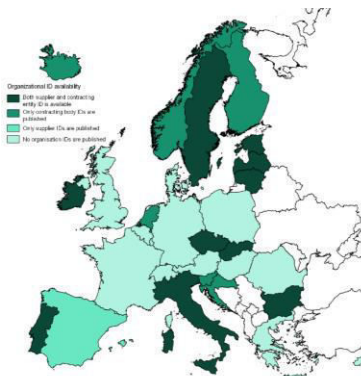 Organizational ID availability
Both supplier and contracting
entity ID is available
Only contracting body IDs are
published
Only supplier IDs are published
No organisation IDs are published